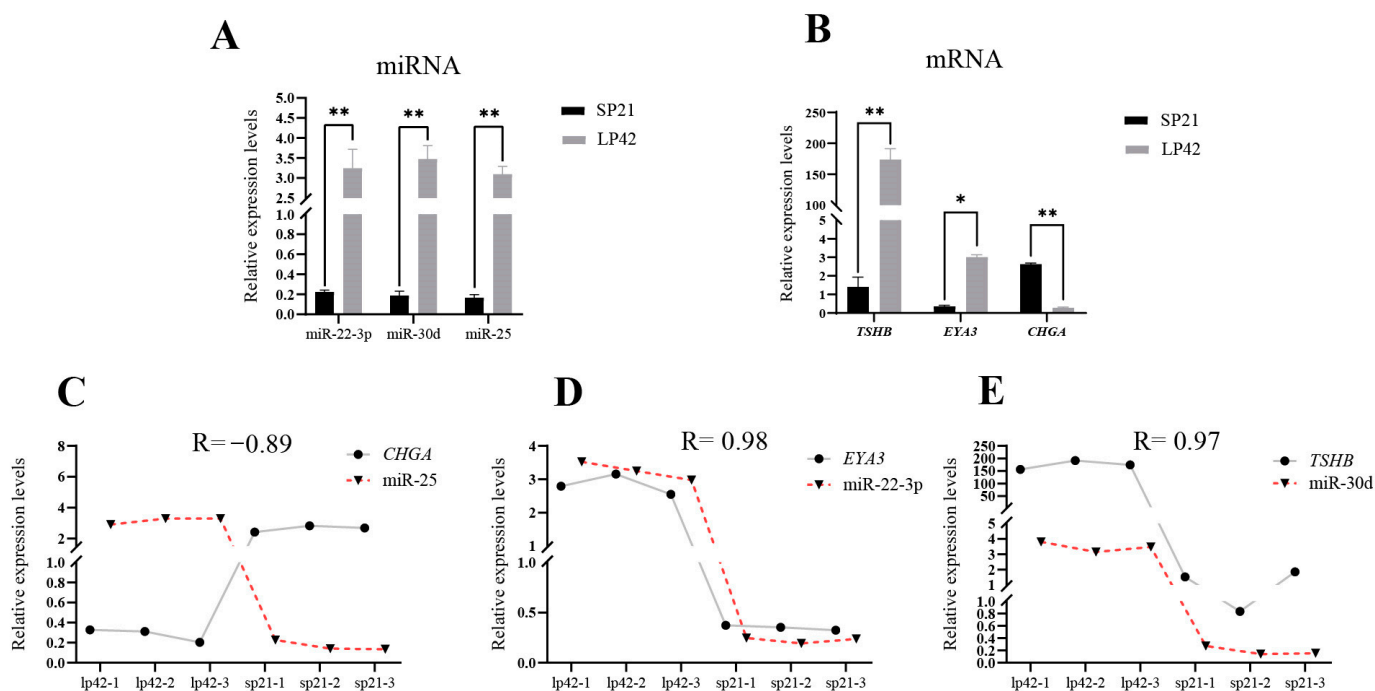 A
miRNA
Relative expression levels
5.0
4.5
4.0
3.5
3.0
2.5
1.0
0.8
0.6
0.4
0.2
0.0
** ** **
miR-22-3p miR-30d miR-25
SP21
LP42
B
mRNA
Relative expression levels
250
200
150
100
5
4
3
2
1
0
** * **
TSHB EYA3 CHGA
SP21
LP42
C
R= −0.89
Relative expression levels
8
6
4
2
1.0
0.8
0.6
0.4
0.2
0.0
CHGA
miR-25
lp42-1 lp42-2 lp42-3 sp21-1 sp21-2 sp21-3
D
R= 0.98
Relative expression levels
4
3
2
1
1.0
0.5
0.0
EYA3
miR-22-3p
lp42-1 lp42-2 lp42-3 sp21-1 sp21-2 sp21-3
E
R= 0.97
Relative expression levels
250
200
150
100
50
5
4
3
2
1
1.0
0.8
0.6
0.4
0.2
0.0
TSHB
miR-30d
lp42-1 lp42-2 lp42-3 sp21-1 sp21-2 sp21-3